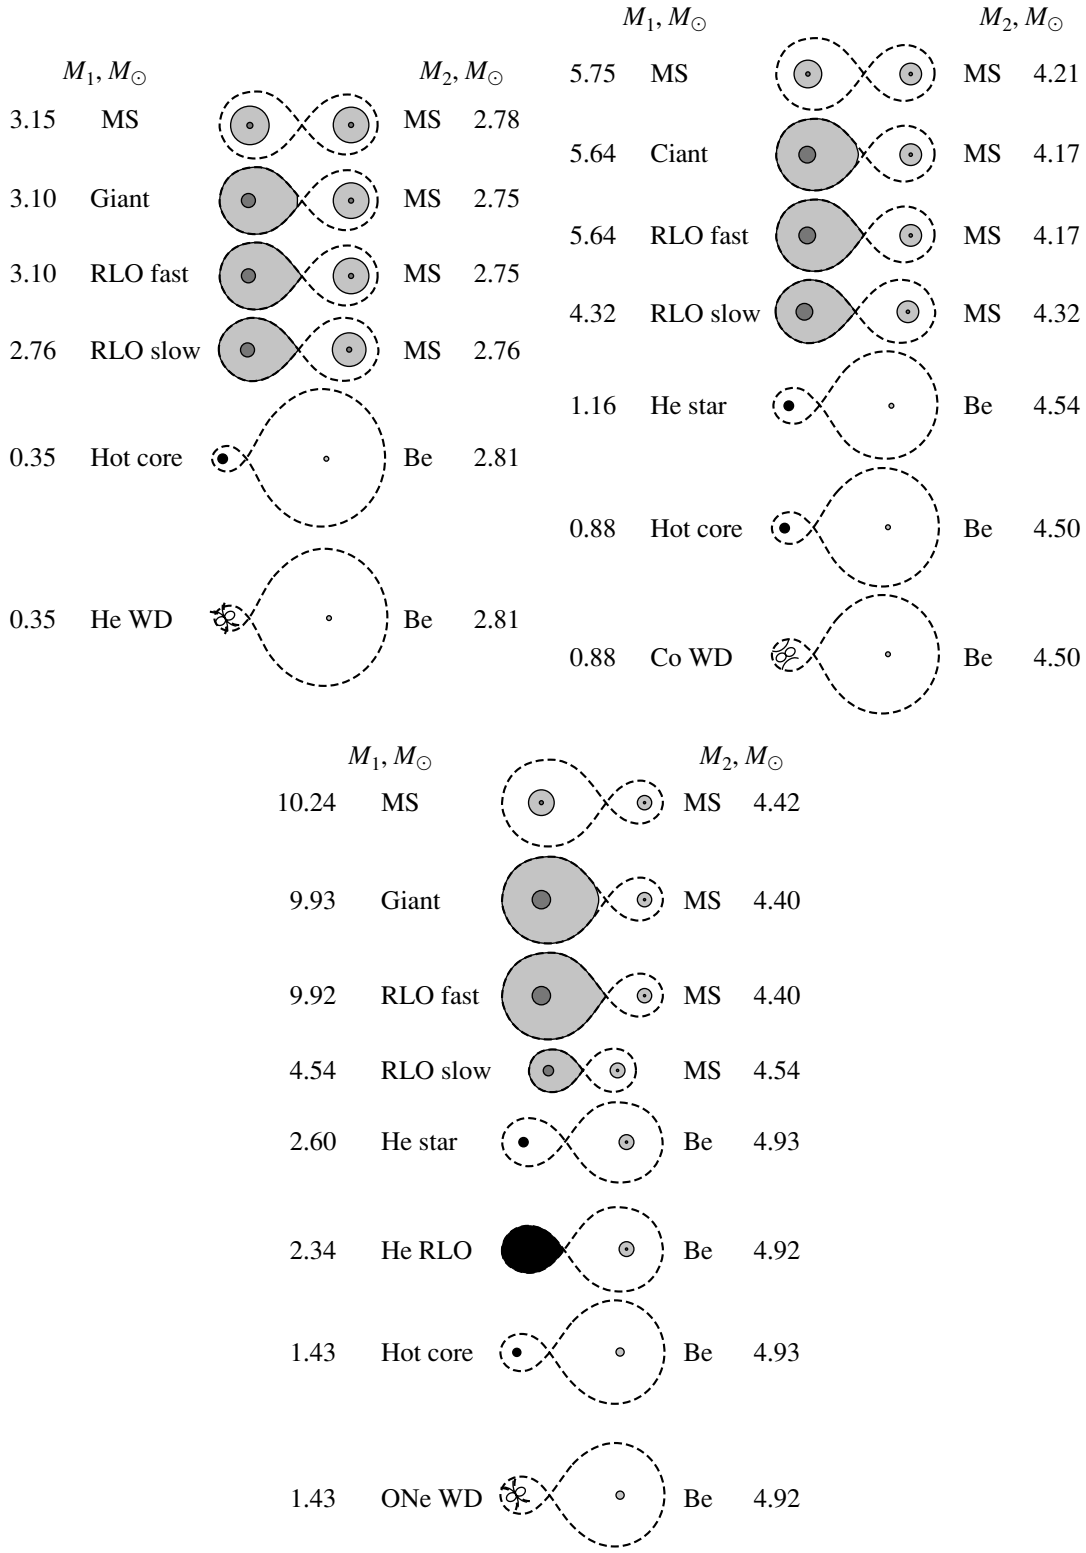 M₁, M⊙ M₂, M⊙
3.15 MS MS 2.78
3.10 Giant MS 2.75
3.10 RLO fast MS 2.75
2.76 RLO slow MS 2.76
0.35 Hot core Be 2.81
0.35 He WD Be 2.81
M₁, M⊙ M₂, M⊙
5.75 MS MS 4.21
5.64 Ciant MS 4.17
5.64 RLO fast MS 4.17
4.32 RLO slow MS 4.32
1.16 He star Be 4.54
0.88 Hot core Be 4.50
0.88 Co WD Be 4.50
M₁, M⊙ M₂, M⊙
10.24 MS MS 4.42
9.93 Giant MS 4.40
9.92 RLO fast MS 4.40
4.54 RLO slow MS 4.54
2.60 He star Be 4.93
2.34 He RLO Be 4.92
1.43 Hot core Be 4.93
1.43 ONe WD Be 4.92